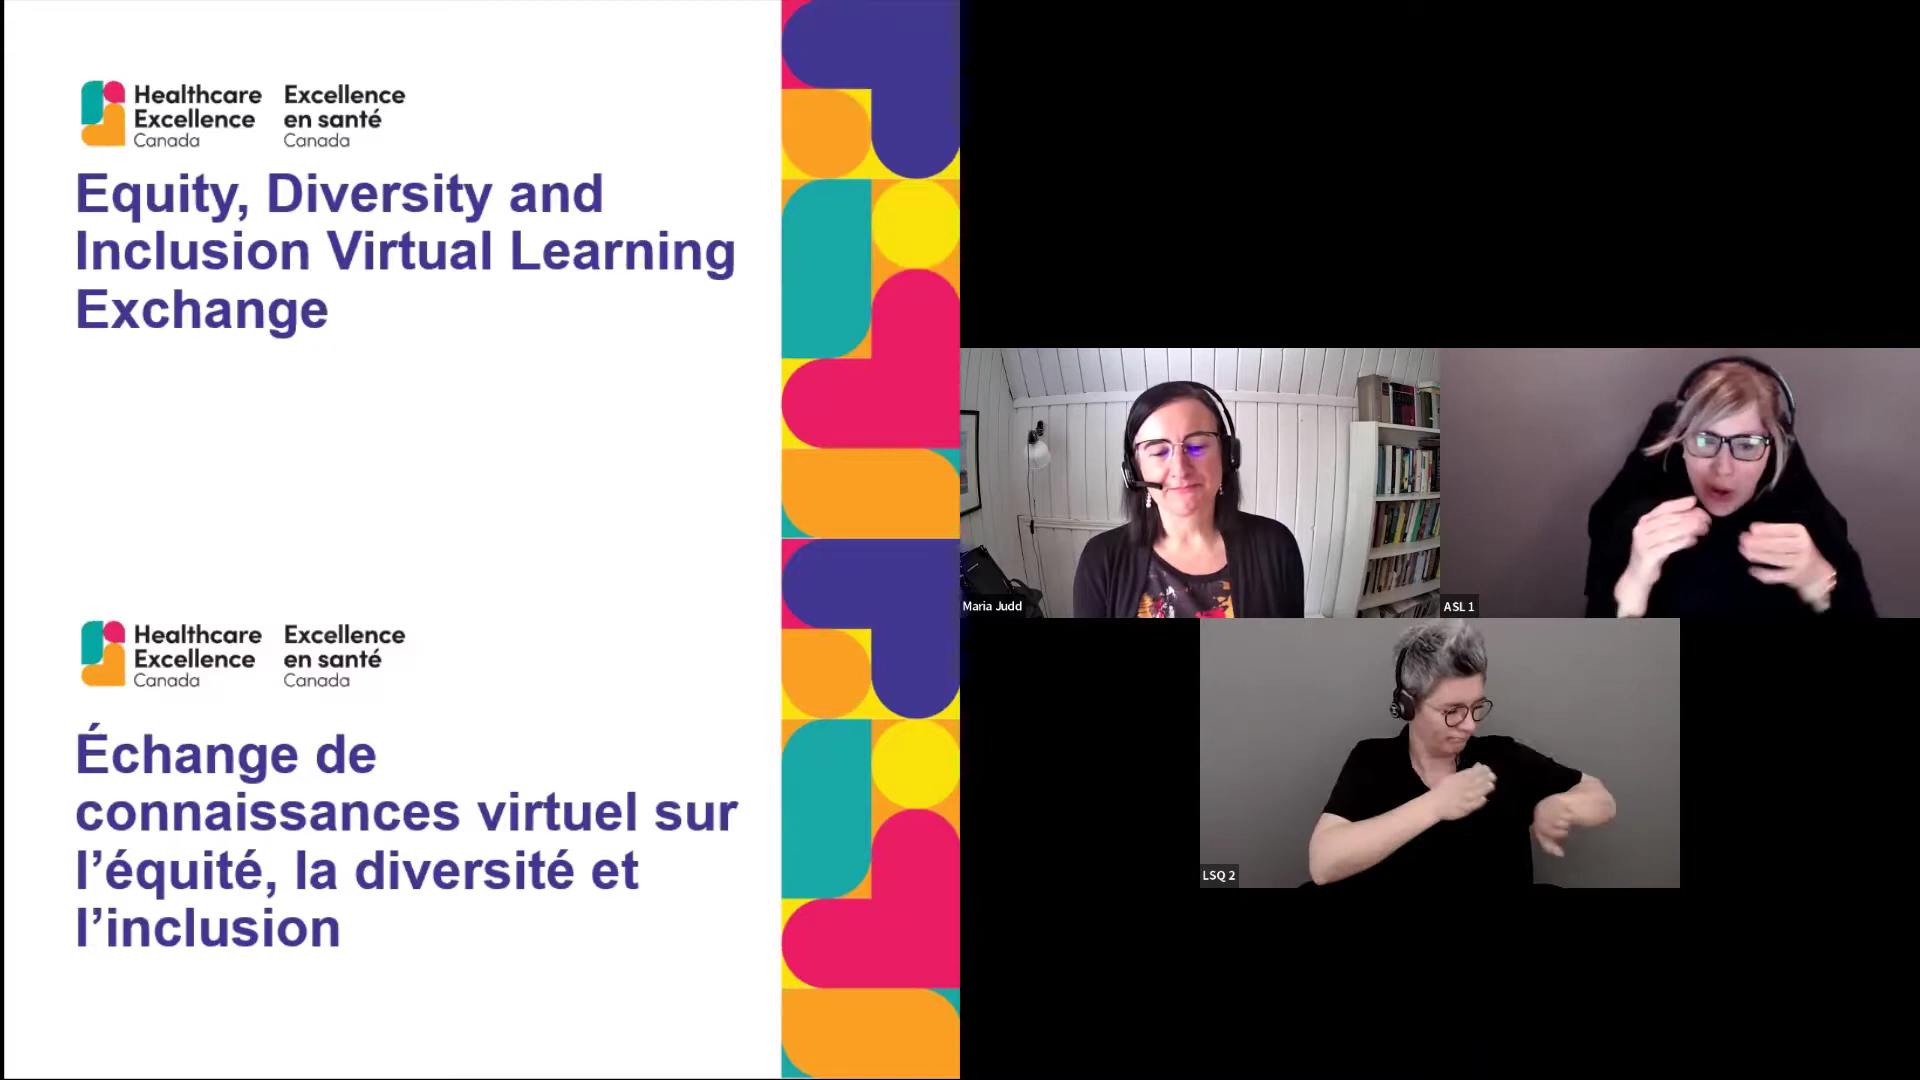 Healthcare
Excellence
Canada
Excellence
en santé
Canada
Equity, Diversity and
Inclusion Virtual Learning
Exchange
Healthcare
Excellence
Canada
Excellence
en santé
Canada
Échange de
connaissances virtuel sur
l’équité, la diversité et
l’inclusion
Maria Judd
ASL 1
LSQ 2